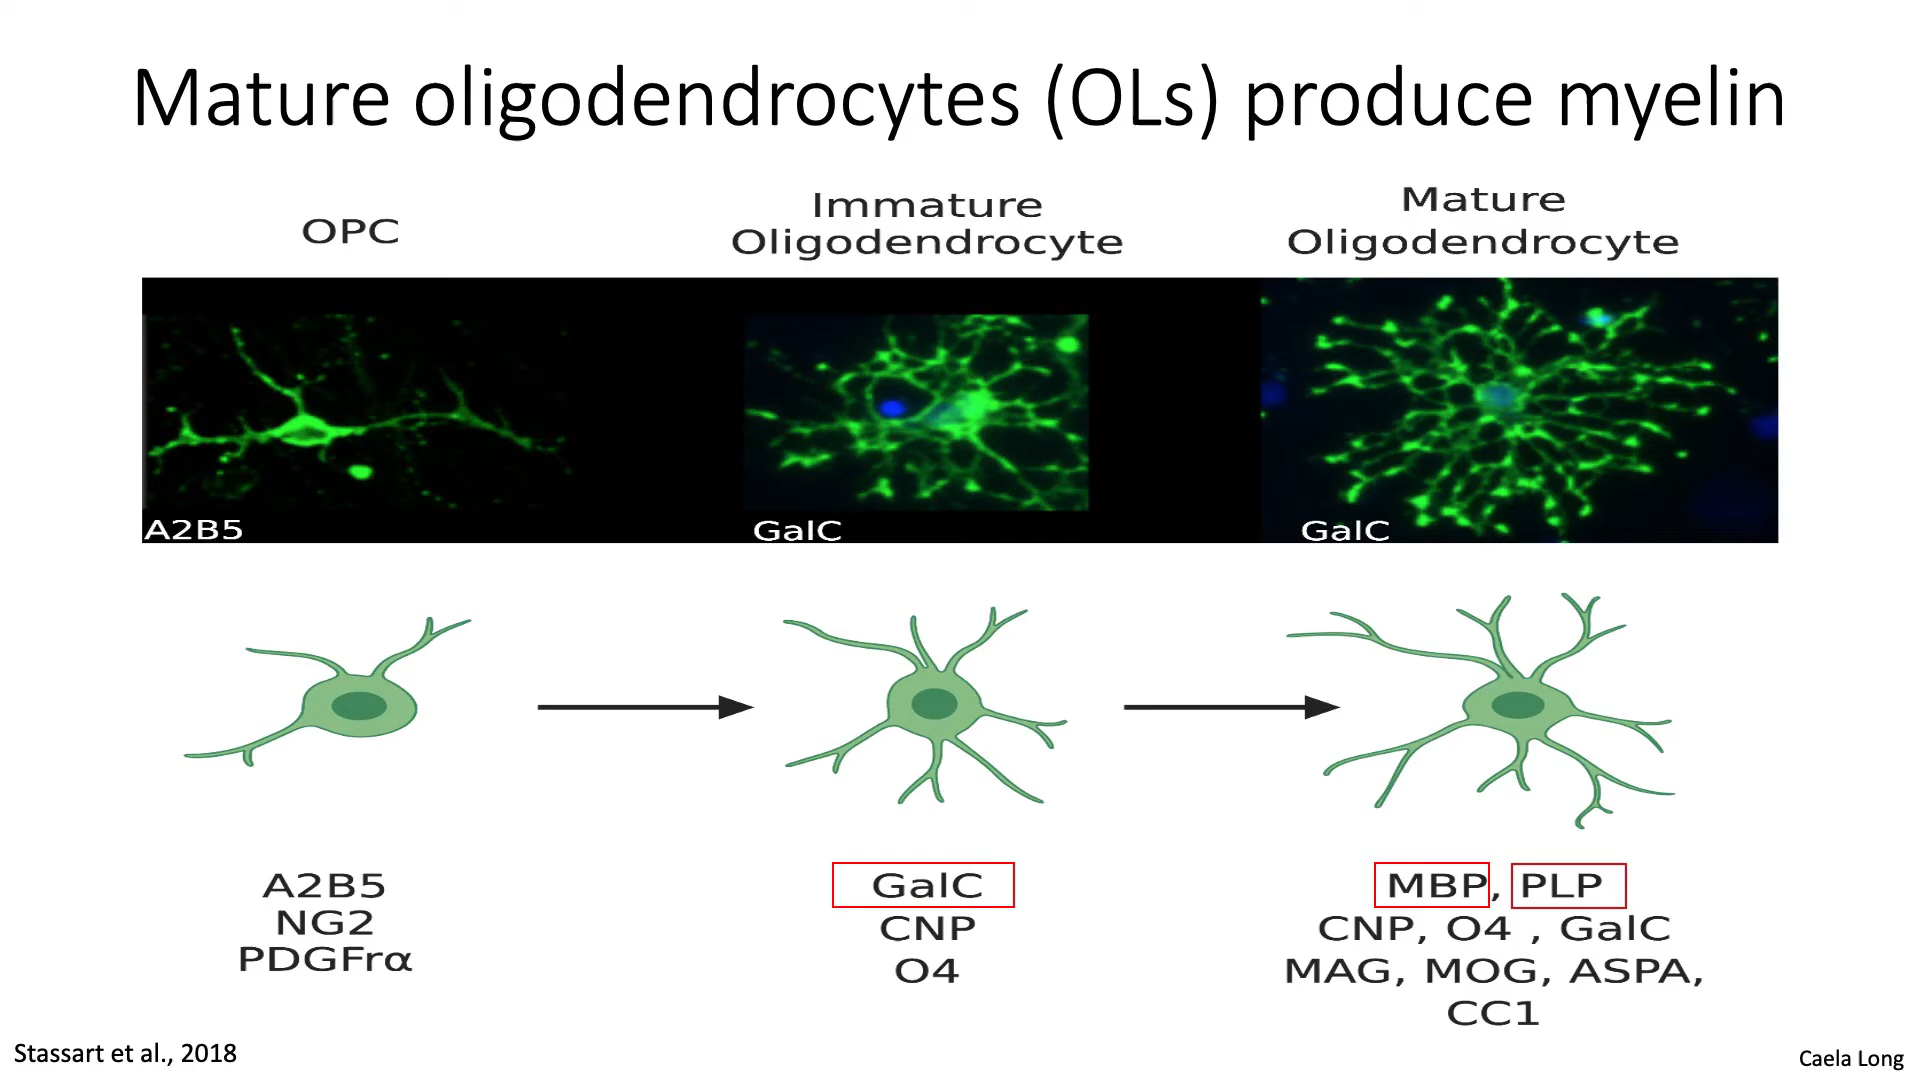 Mature oligodendrocytes (OLs) produce myelin
OPC
Immature
Oligodendrocyte
Mature
Oligodendrocyte
A2B5
GalC
GalC
A2B5
NG2
PDGFrα
GalC
CNP
O4
MBP, PLP
CNP, O4 , GalC
MAG, MOG, ASPA,
CC1
Stassart et al., 2018
Caela Long